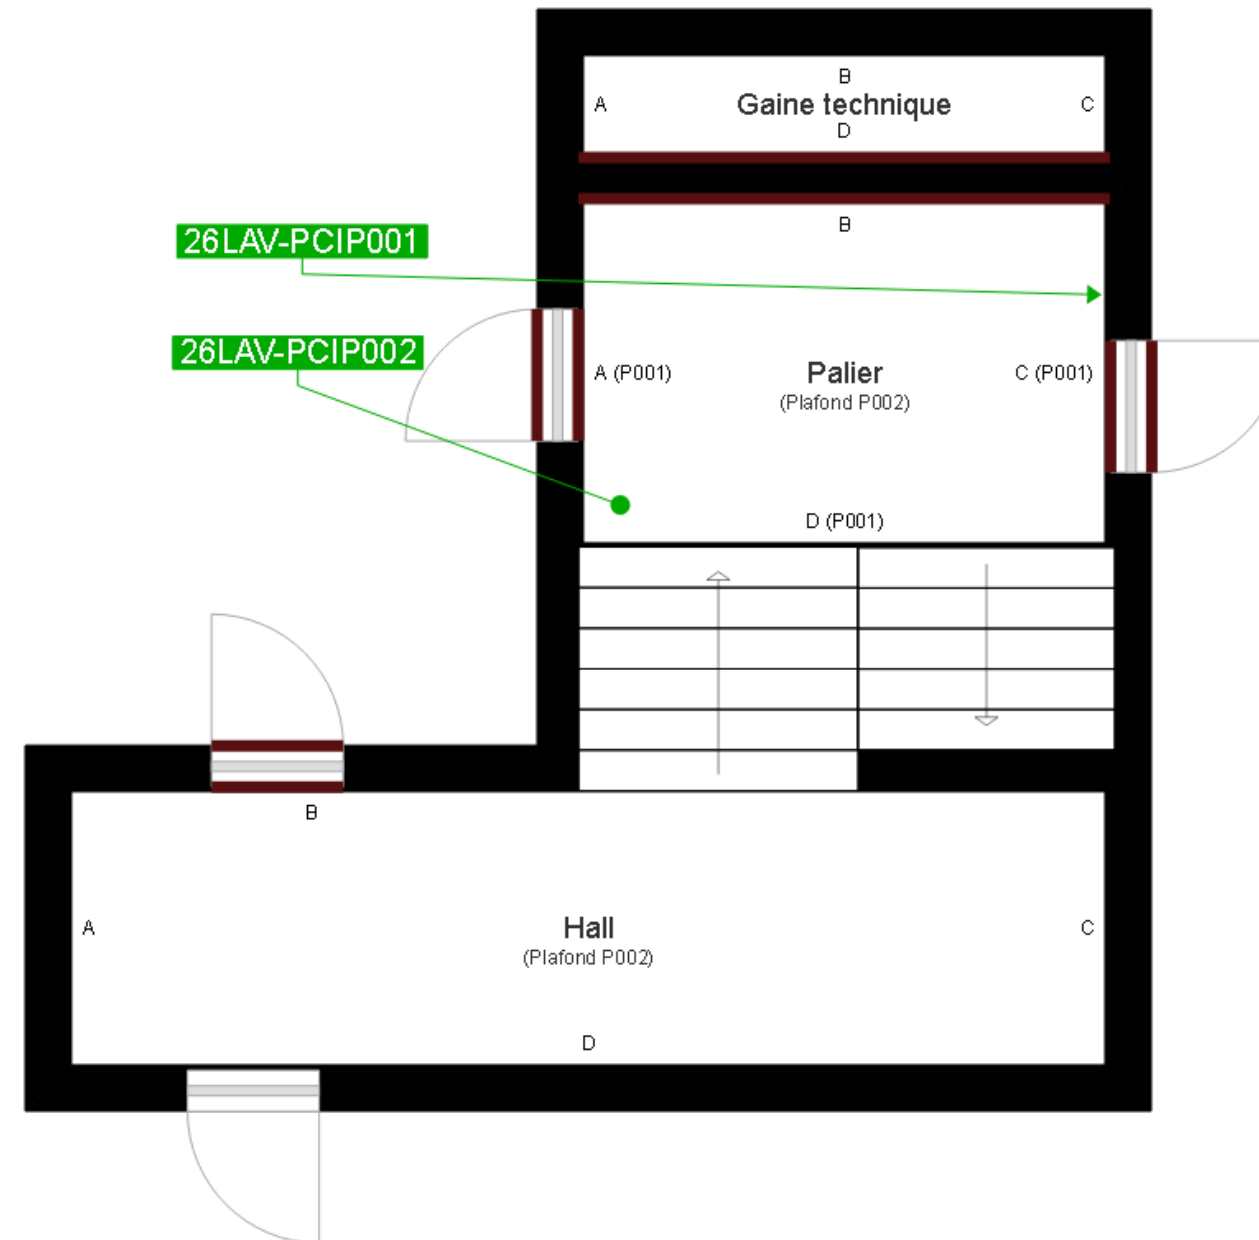 B
A Gaine technique C
D
26LAV-PCIP001
B
26LAV-PCIP002
A (P001) Palier C (P001)
(Plafond P002)
D (P001)
B
A Hall C
(Plafond P002)
D